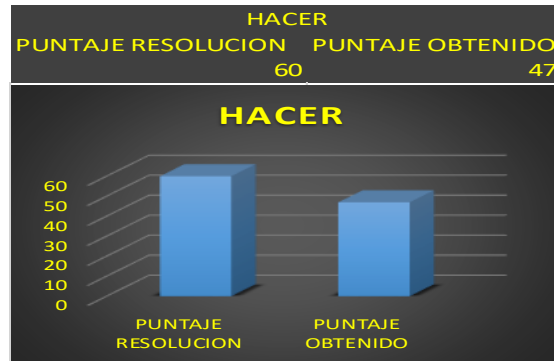 HACER
PUNTAJE RESOLUCION PUNTAJE OBTENIDO
60 47
HACER
60
50
40
30
20
10
0
PUNTAJE
RESOLUCION
PUNTAJE
OBTENIDO